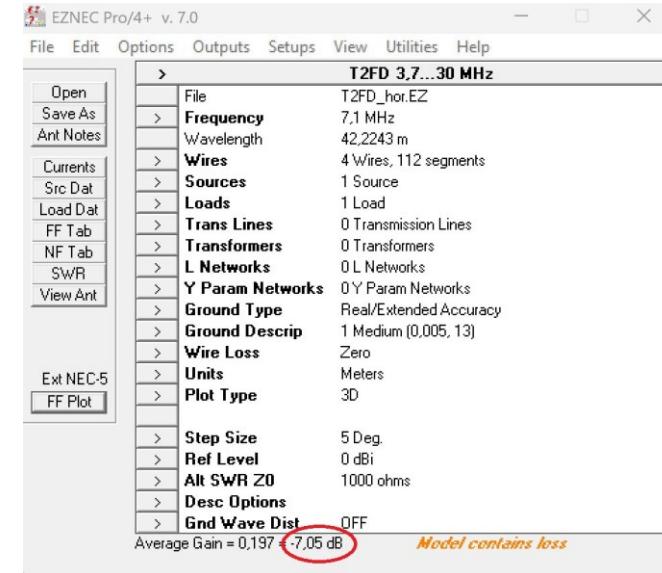 EZNEC Pro/4+ v. 7.0
File Edit Options Outputs Setups View Utilities Help
> T2FD 3,7...30 MHz
Open
Save As
Ant Notes
Currents
Src Dat
Load Dat
FF Tab
NF Tab
SWR
View Ant
Ext NEC-5
FF Plot
File T2FD_hor.EZ
> Frequency 7,1 MHz
Wavelength 42,2243 m
> Wires 4 Wires, 112 segments
> Sources 1 Source
> Loads 1 Load
> Trans Lines 0 Transmission Lines
> Transformers 0 Transformers
> L Networks 0 L Networks
> Y Param Networks 0 Y Param Networks
> Ground Type Real/Extended Accuracy
> Ground Descrip 1 Medium (0,005, 13)
> Wire Loss Zero
> Units Meters
> Plot Type 3D
> Step Size 5 Deg.
> Ref Level 0 dBi
> Alt SWR Z0 1000 ohms
> Desc Options
> Gnd Wave Dist OFF
Average Gain = 0,197 = -7,05 dB Model contains loss